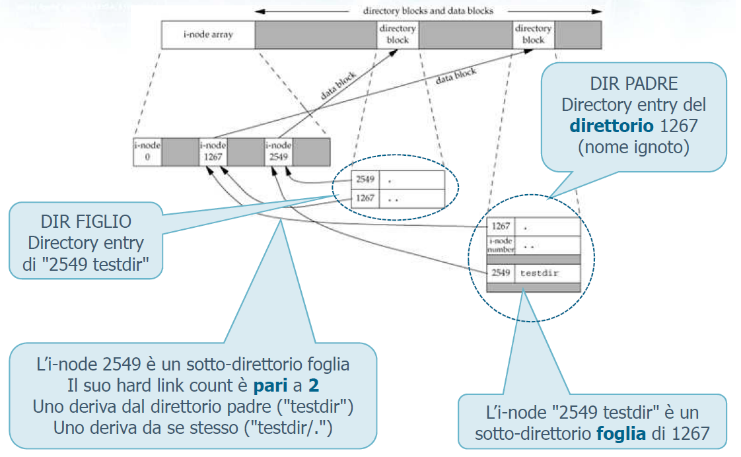 directory blocks and data blocks
i-node array
directory
block
directory
block
data block
data block
i-node
0
i-node
1267
i-node
2549
2549 .
1267 ..
1267 .
i-node
number ..
2549 testdir
DIR PADRE
Directory entry del
direttorio 1267
(nome ignoto)
DIR FIGLIO
Directory entry
di "2549 testdir"
L'i-node 2549 è un sotto-direttorio foglia
Il suo hard link count è pari a 2
Uno deriva dal direttorio padre ("testdir")
Uno deriva da se stesso ("testdir/.")
L'i-node "2549 testdir" è un
sotto-direttorio foglia di 1267